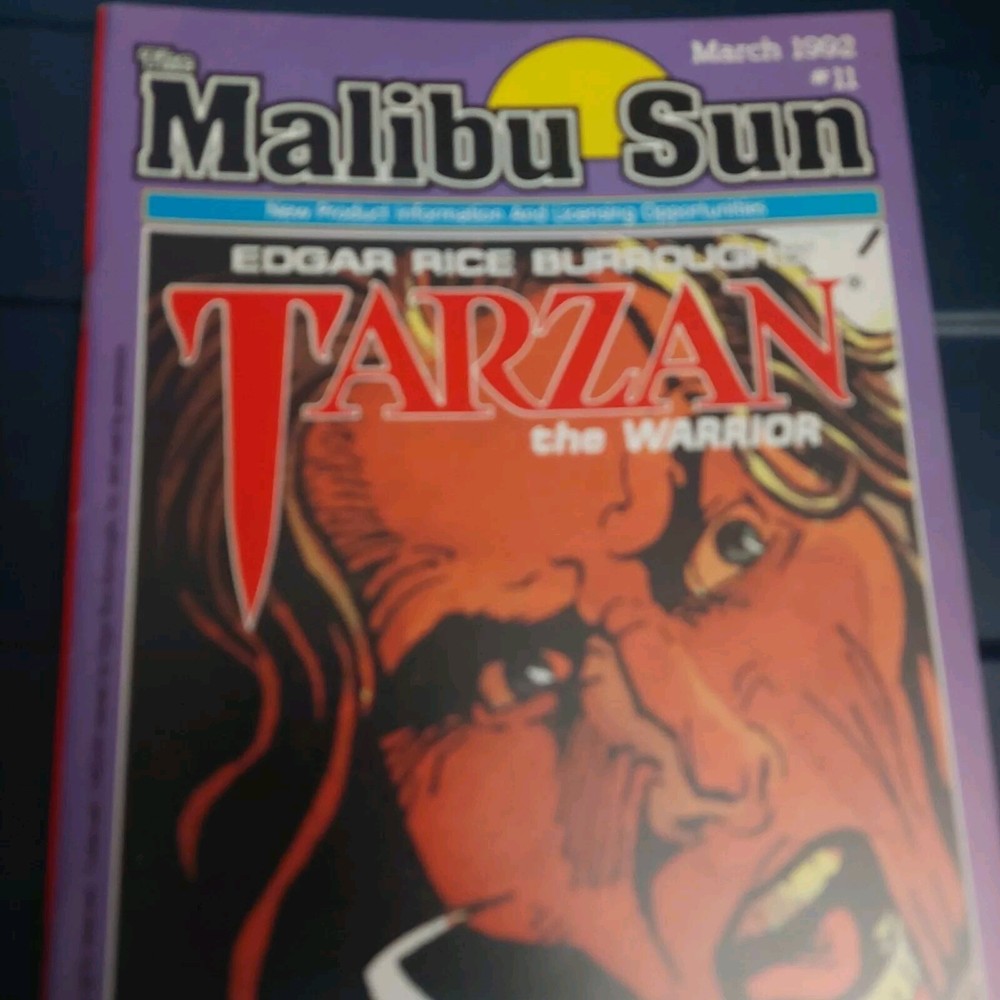 The
Malibu Sun
March 1992
#11
New Product Information And Licensing Opportunities
EDGAR RICE BURROUGHS'
TARZAN
the WARRIOR